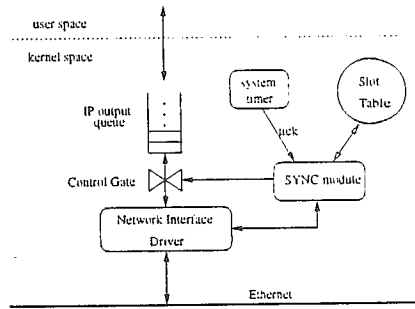 user space
kernel space
system
timer
Slot
Table
IP output
queue
tick
Control Gate
SYNC module
Network Interface
Driver
Ethernet